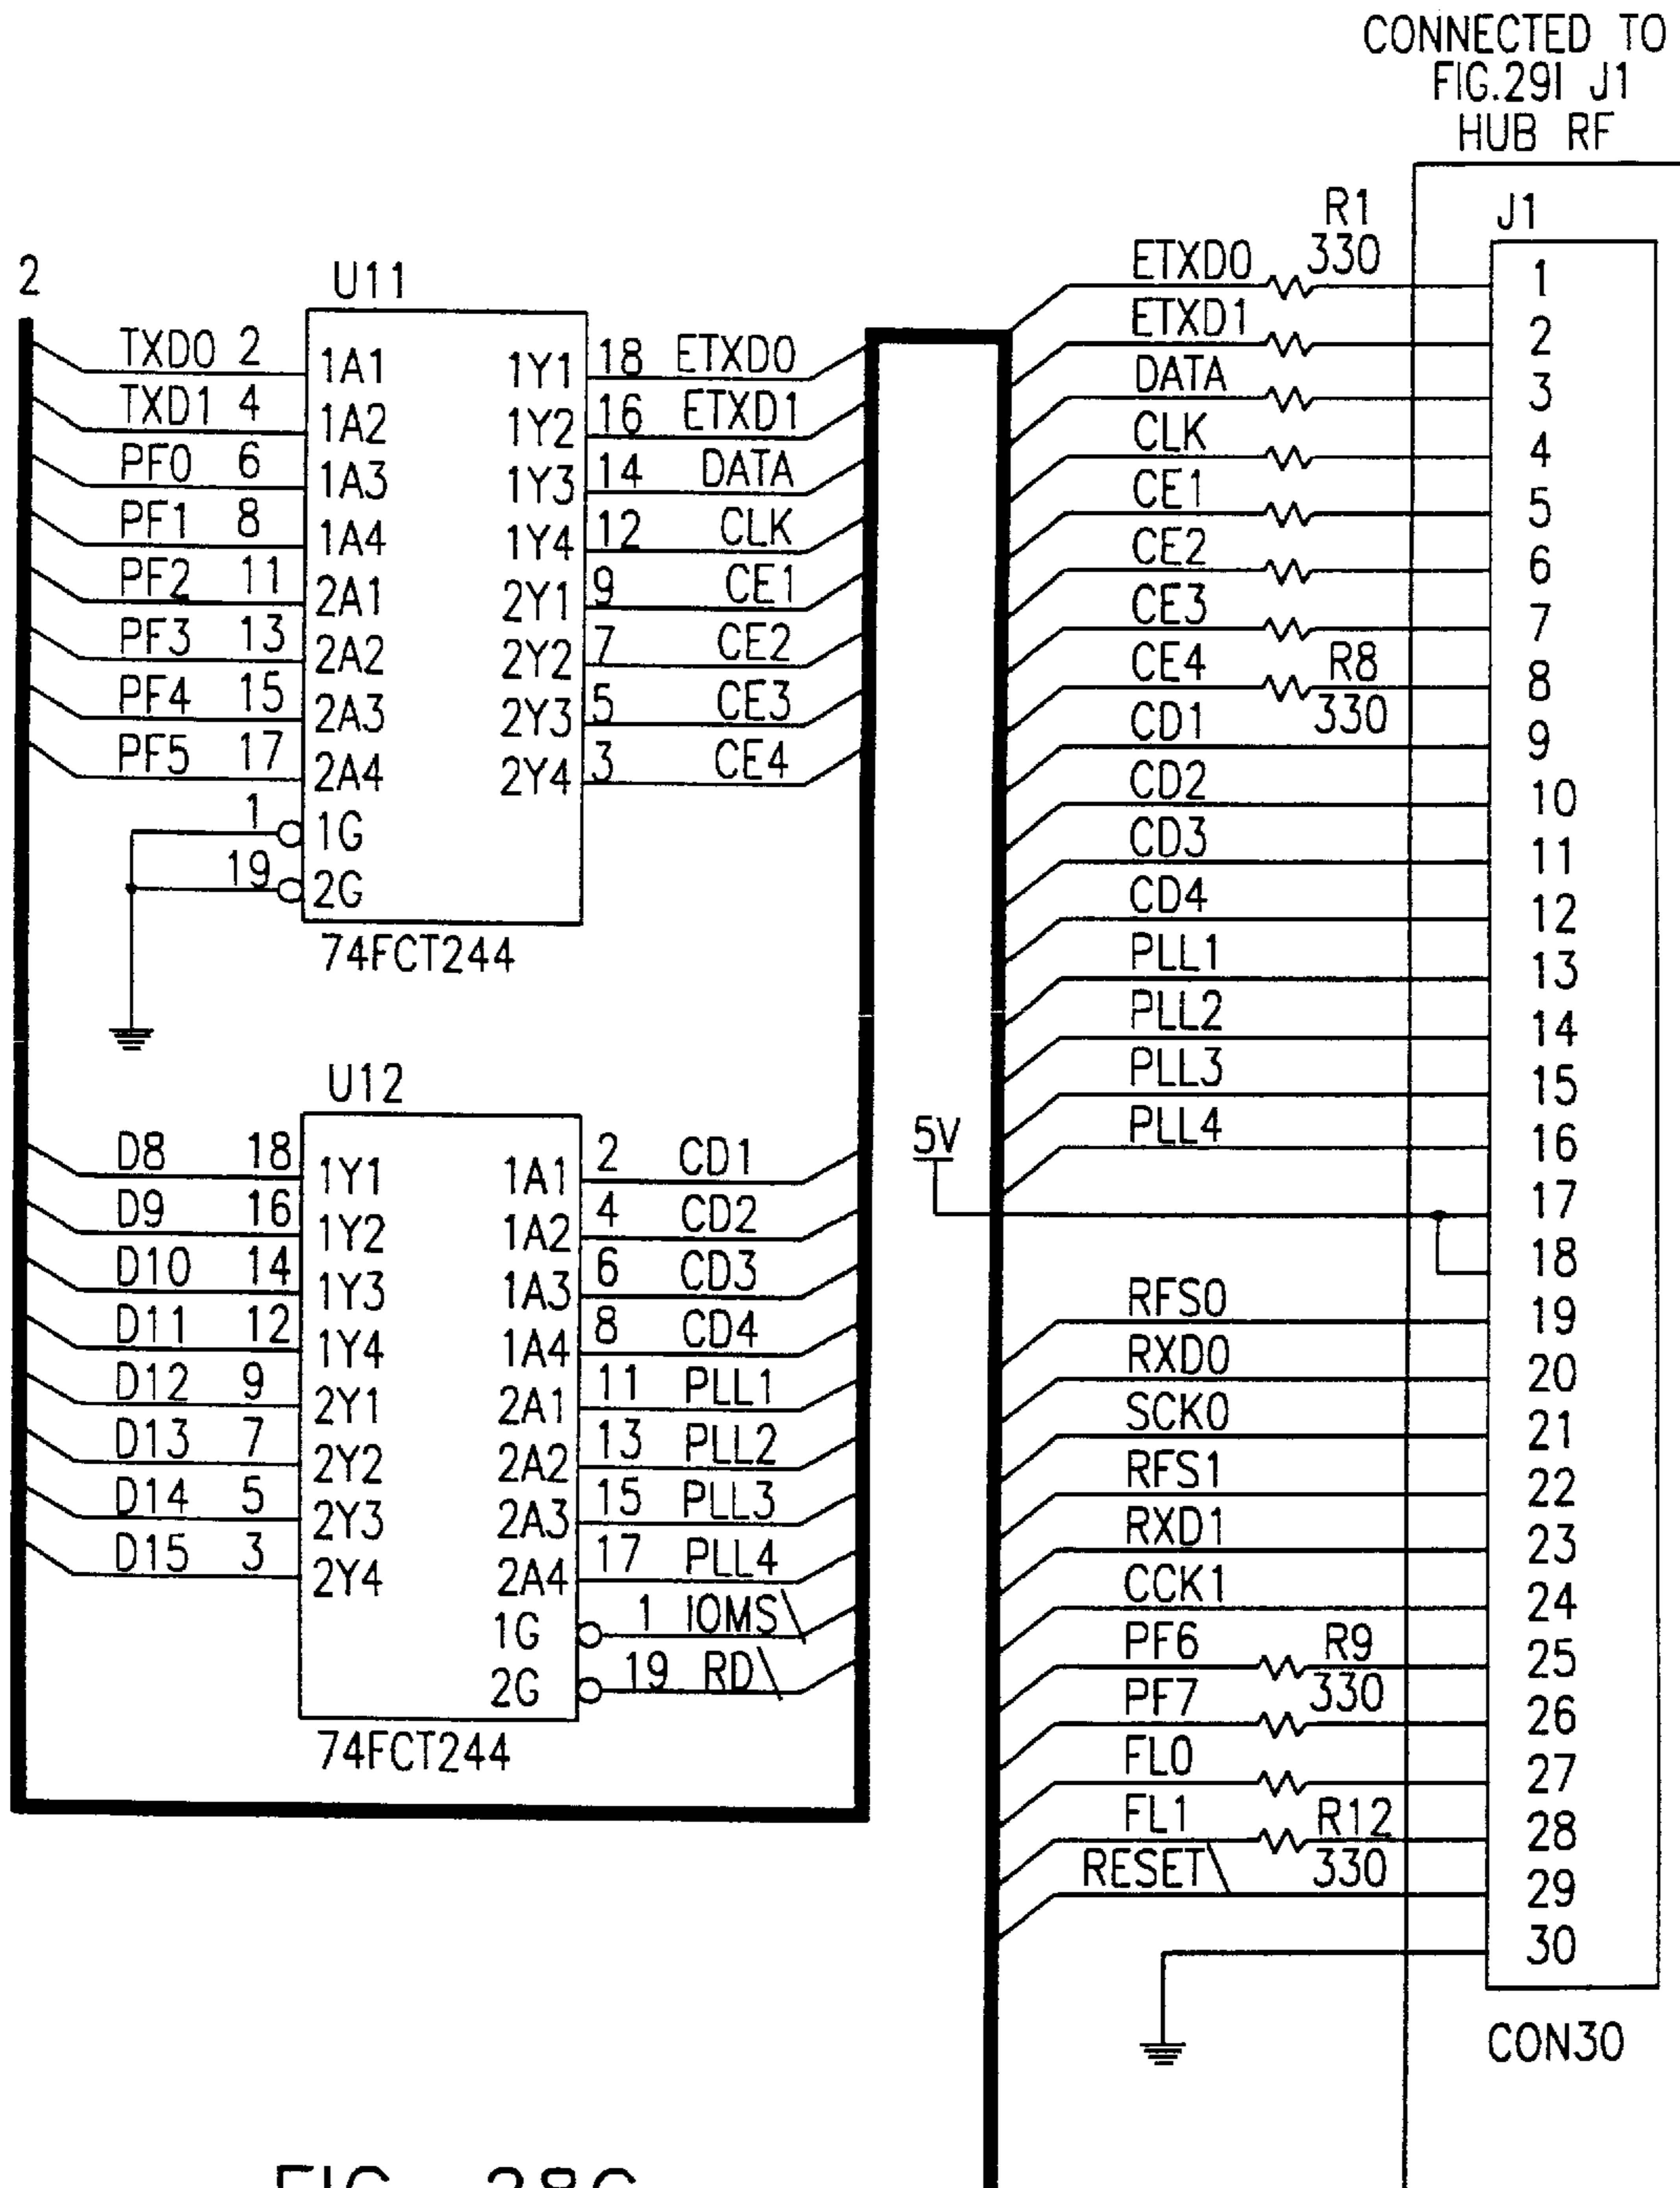 CONNECTED TO
FIG.29I J1
HUB RF
2
U11
TXD0 2 1A1 1Y1 18 ETXD0
TXD1 4 1A2 1Y2 16 ETXD1
PF0 6 1A3 1Y3 14 DATA
PF1 8 1A4 1Y4 12 CLK
PF2 11 2A1 2Y1 9 CE1
PF3 13 2A2 2Y2 7 CE2
PF4 15 2A3 2Y3 5 CE3
PF5 17 2A4 2Y4 3 CE4
1 1G
19 2G
74FCT244
U12
D8 18 1Y1 1A1 2 CD1
D9 16 1Y2 1A2 4 CD2
D10 14 1Y3 1A3 6 CD3
D11 12 1Y4 1A4 8 CD4
D12 9 2Y1 2A1 11 PLL1
D13 7 2Y2 2A2 13 PLL2
D14 5 2Y3 2A3 15 PLL3
D15 3 2Y4 2A4 17 PLL4
1G 1 IOMS\
2G 19 RD\
74FCT244
J1
R1
ETXD0 330 1
ETXD1 2
DATA 3
CLK 4
CE1 5
CE2 6
CE3 7
CE4 R8 8
330
CD1 9
CD2 10
CD3 11
CD4 12
PLL1 13
PLL2 14
PLL3 15
PLL4 16
5V
17
18
RFS0 19
RXD0 20
SCK0 21
RFS1 22
RXD1 23
CCK1 24
PF6 R9 25
330
PF7 26
FL0 27
FL1 R12 28
330
RESET\ 29
30
CON30